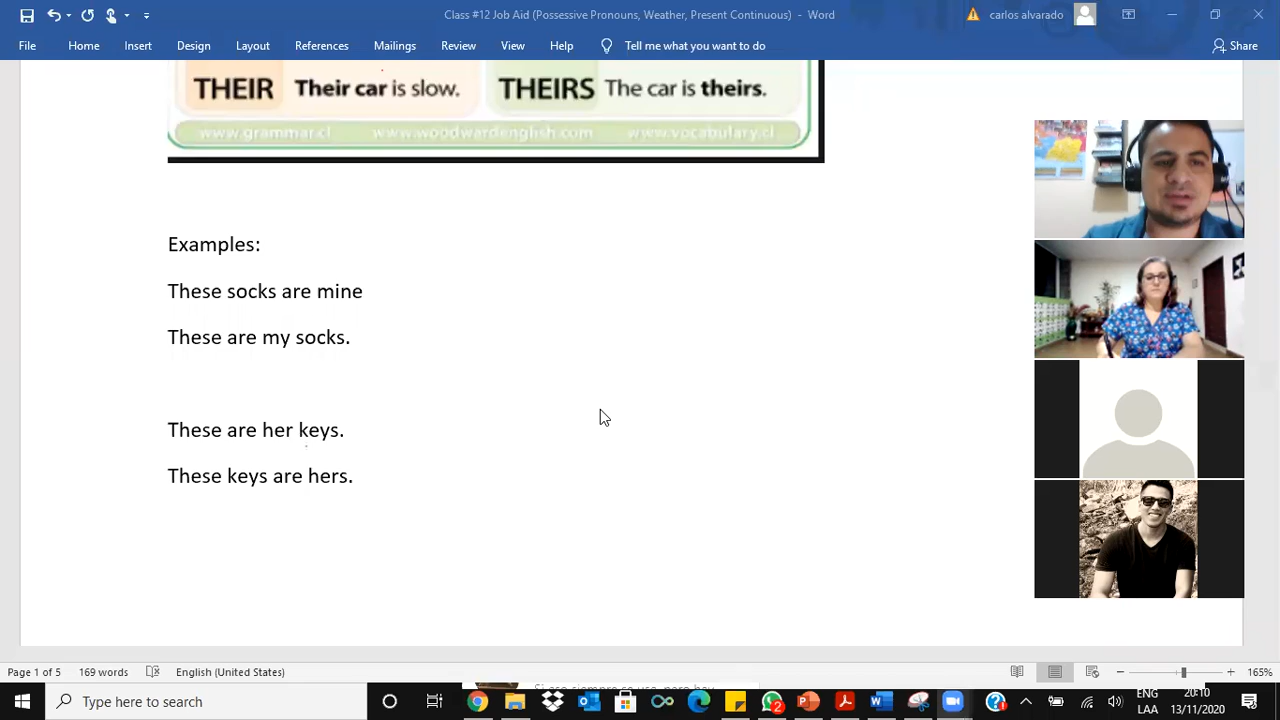 Class #12 Job Aid (Possessive Pronouns, Weather, Present Continuous) - Word
carlos alvarado
File Home Insert Design Layout References Mailings Review View Help Tell me what you want to do Share
THEIR Their car is slow. THEIRS The car is theirs.
www.grammar.cl www.woodwardenglish.com www.vocabulary.cl
Examples:
These socks are mine
These are my socks.
These are her keys.
These keys are hers.
Page 1 of 5 169 words English (United States) 165%
Type here to search
2
ENG 20:10
LAA 13/11/2020